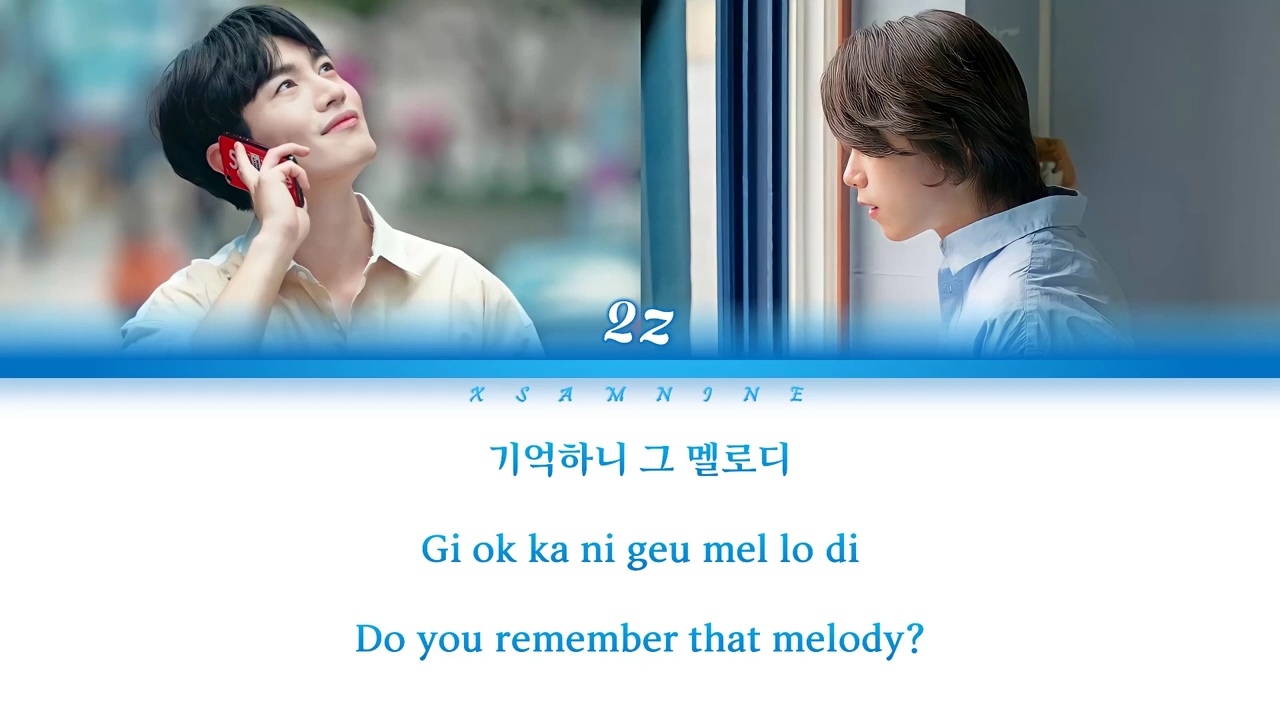 2z
XSAMNINE
기억하니 그 멜로디
Gi ok ka ni geu mel lo di
Do you remember that melody?